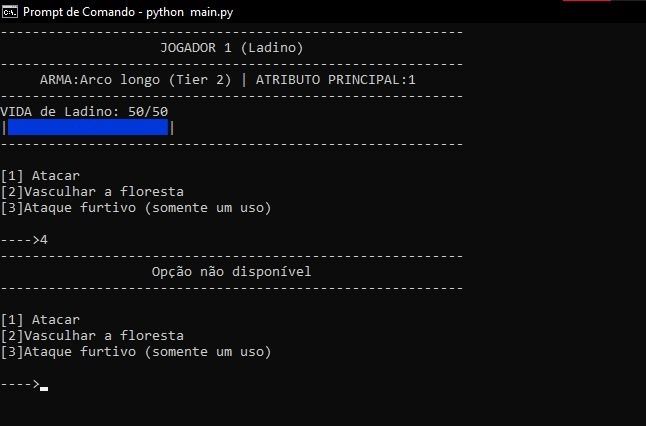 Prompt de Comando - python  main.py
----------------------------------------------------------
JOGADOR 1 (Ladino)
----------------------------------------------------------
ARMA:Arco longo (Tier 2) | ATRIBUTO PRINCIPAL:1
----------------------------------------------------------
VIDA de Ladino: 50/50
|                    |
----------------------------------------------------------
[1] Atacar
[2]Vasculhar a floresta
[3]Ataque furtivo (somente um uso)
---->4
----------------------------------------------------------
Opção não disponível
----------------------------------------------------------
[1] Atacar
[2]Vasculhar a floresta
[3]Ataque furtivo (somente um uso)
---->